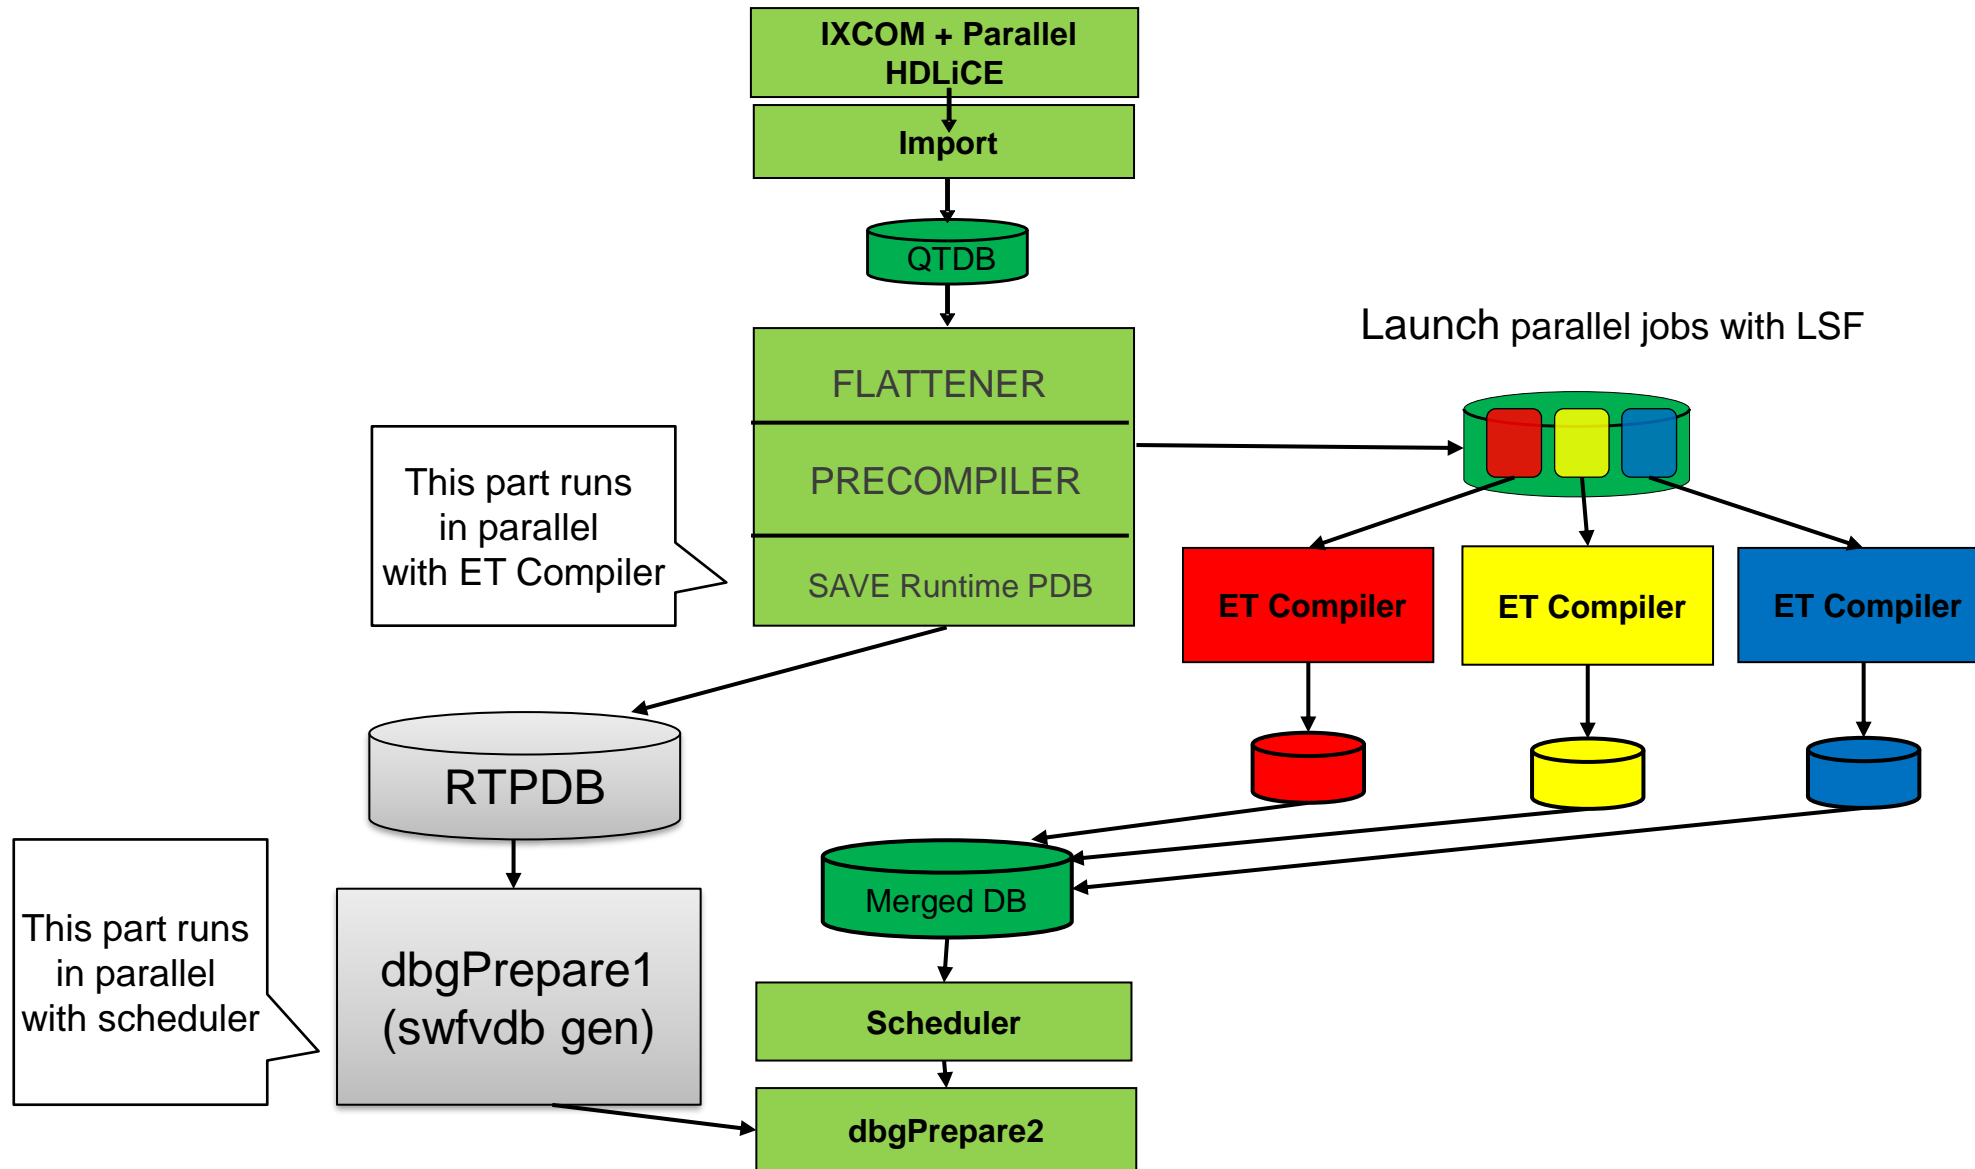 IXCOM + Parallel
HDLiCE
Import
QTDB
Launch parallel jobs with LSF
FLATTENER
PRECOMPILER
SAVE Runtime PDB
This part runs
in parallel
with ET Compiler
ET Compiler
ET Compiler
ET Compiler
RTPDB
Merged DB
This part runs
in parallel
with scheduler
dbgPrepare1
(swfvdb gen)
Scheduler
dbgPrepare2